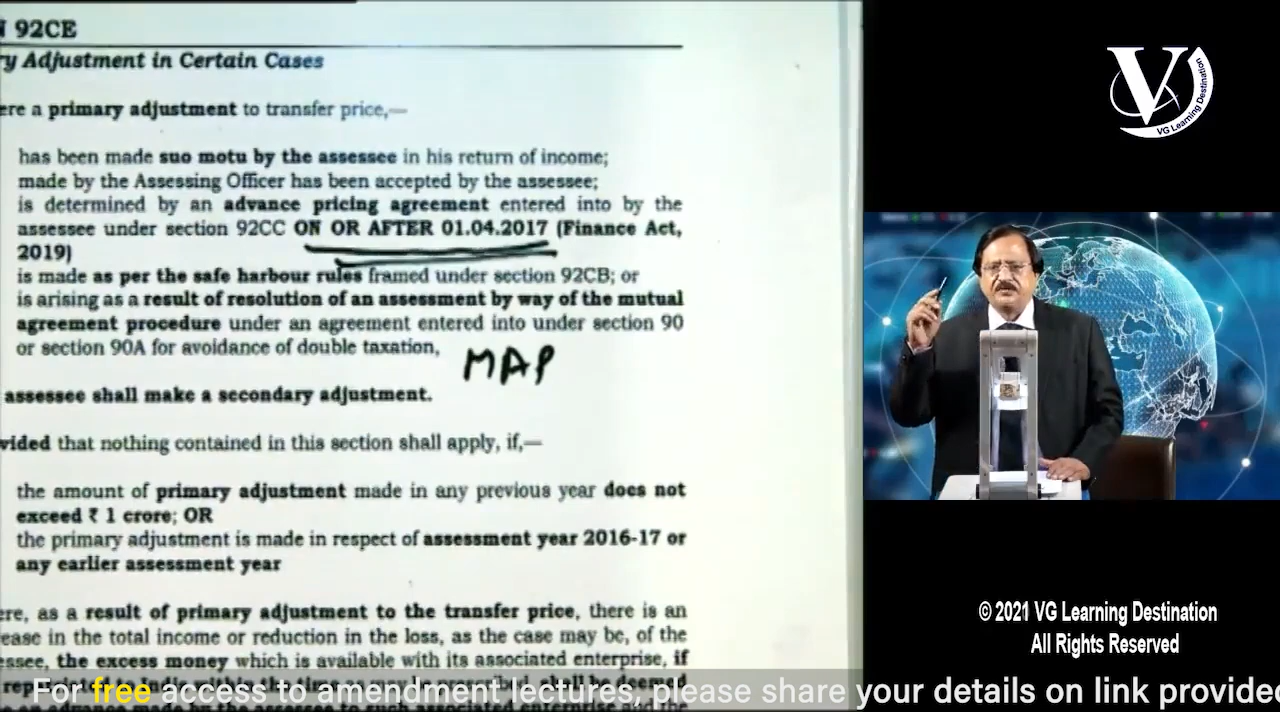 92CE
Adjustment in Certain Cases
a primary adjustment to transfer price,—
has been made suo motu by the assessee in his return of income;
made by the Assessing Officer has been accepted by the assessee;
is determined by an advance pricing agreement entered into by the
assessee under section 92CC ON OR AFTER 01.04.2017 (Finance Act,
2019)
is made as per the safe harbour rules framed under section 92CB; or
is arising as a result of resolution of an assessment by way of the mutual
agreement procedure under an agreement entered into under section 90
or section 90A for avoidance of double taxation,
MAP
assessee shall make a secondary adjustment.
that nothing contained in this section shall apply, if,—
the amount of primary adjustment made in any previous year does not
exceed ₹ 1 crore; OR
the primary adjustment is made in respect of assessment year 2016-17 or
any earlier assessment year
as a result of primary adjustment to the transfer price, there is an
in the total income or reduction in the loss, as the case may be, of the
the excess money which is available with its associated enterprise, if
V
VG Learning Destination
© 2021 VG Learning Destination
All Rights Reserved
For free access to amendment lectures, please share your details on link provided